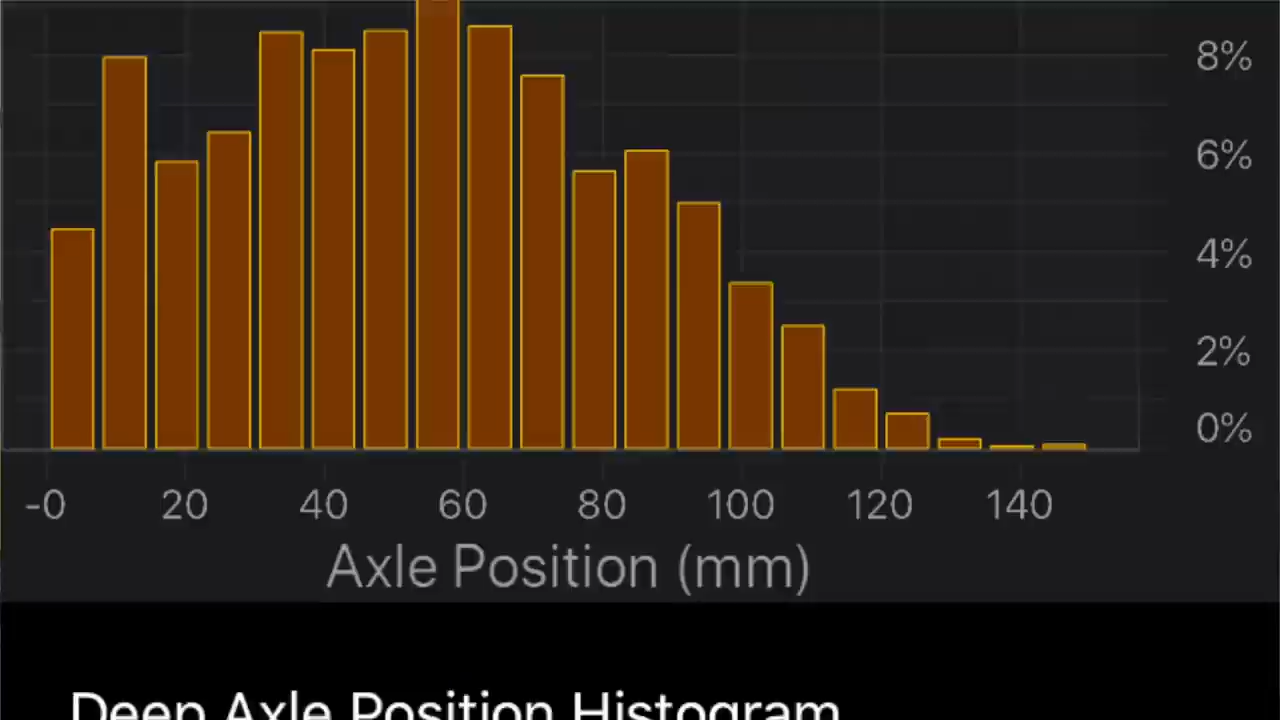 8%
6%
4%
2%
0%
-0 20 40 60 80 100 120 140
Axle Position (mm)
Deep Axle Position Histogram